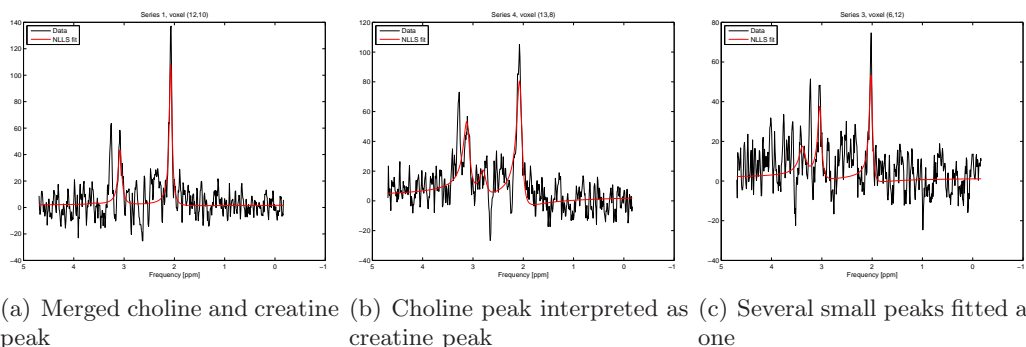 Series 1, voxel (12,10)
140
120
100
80
60
40
20
0
−20
−40
5
4
3
2
1
0
−1
Frequency [ppm]
Data
NLLS fit
Series 4, voxel (13,8)
120
100
80
60
40
20
0
−20
−40
5
4
3
2
1
0
−1
Frequency [ppm]
Data
NLLS fit
Series 3, voxel (6,12)
80
60
40
20
0
−20
−40
5
4
3
2
1
0
−1
Frequency [ppm]
Data
NLLS fit
(a) Merged choline and creatine
peak
(b) Choline peak interpreted as
creatine peak
(c) Several small peaks fitted a
one